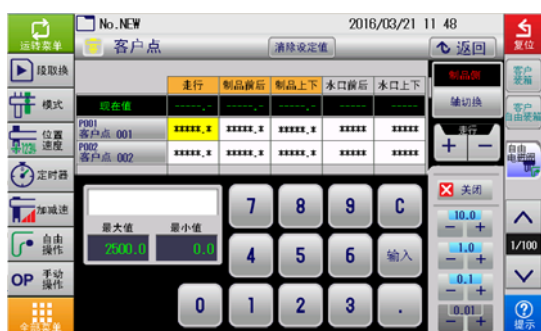 No.NEW 2016/03/21 11 48
运转菜单 客户点 清除设定值 返回 复位
段取换
走行 制品前后 制品上下 水口前后 水口上下 制品侧 客户装箱
模式 现在值 -----.- -----.- -----.- ----- ----- 轴切换 客户自由装箱
P001
客户点 001 xxxxx.x xxxxx.x xxxxx.x xxxxx xxxxx 走行
位置速度 P002
客户点 002 xxxxx.x xxxxx.x xxxxx.x xxxxx xxxxx + − 自由电磁阀
定时器 关闭
加减速 7 8 9 C 10.0
最大值 最小值 − +
自由操作 2500.0 0.0 4 5 6 输入 1.0 1/100
− +
OP 手动操作 0.1
− +
0 1 2 3 . 0.01
全部菜单 − + 提示